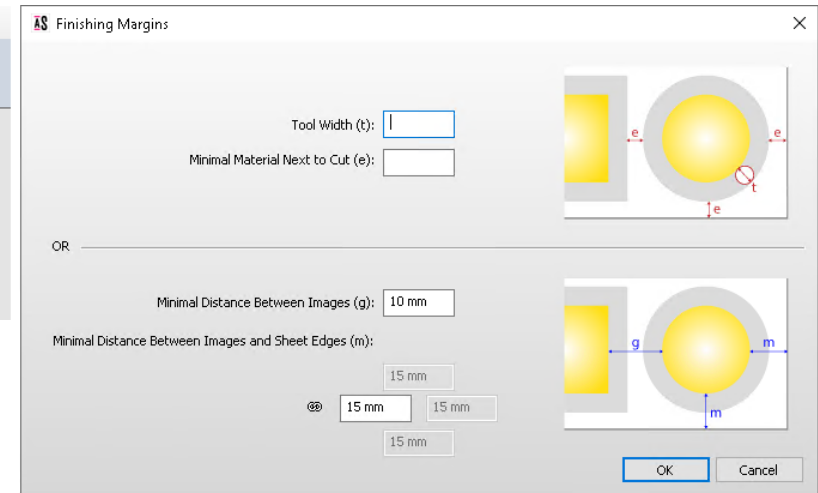 ĀS Finishing Margins
Tool Width (t):
Minimal Material Next to Cut (e):
e
e
t
e
OR
Minimal Distance Between Images (g): 10 mm
Minimal Distance Between Images and Sheet Edges (m):
15 mm
15 mm
15 mm
15 mm
g
m
m
OK
Cancel